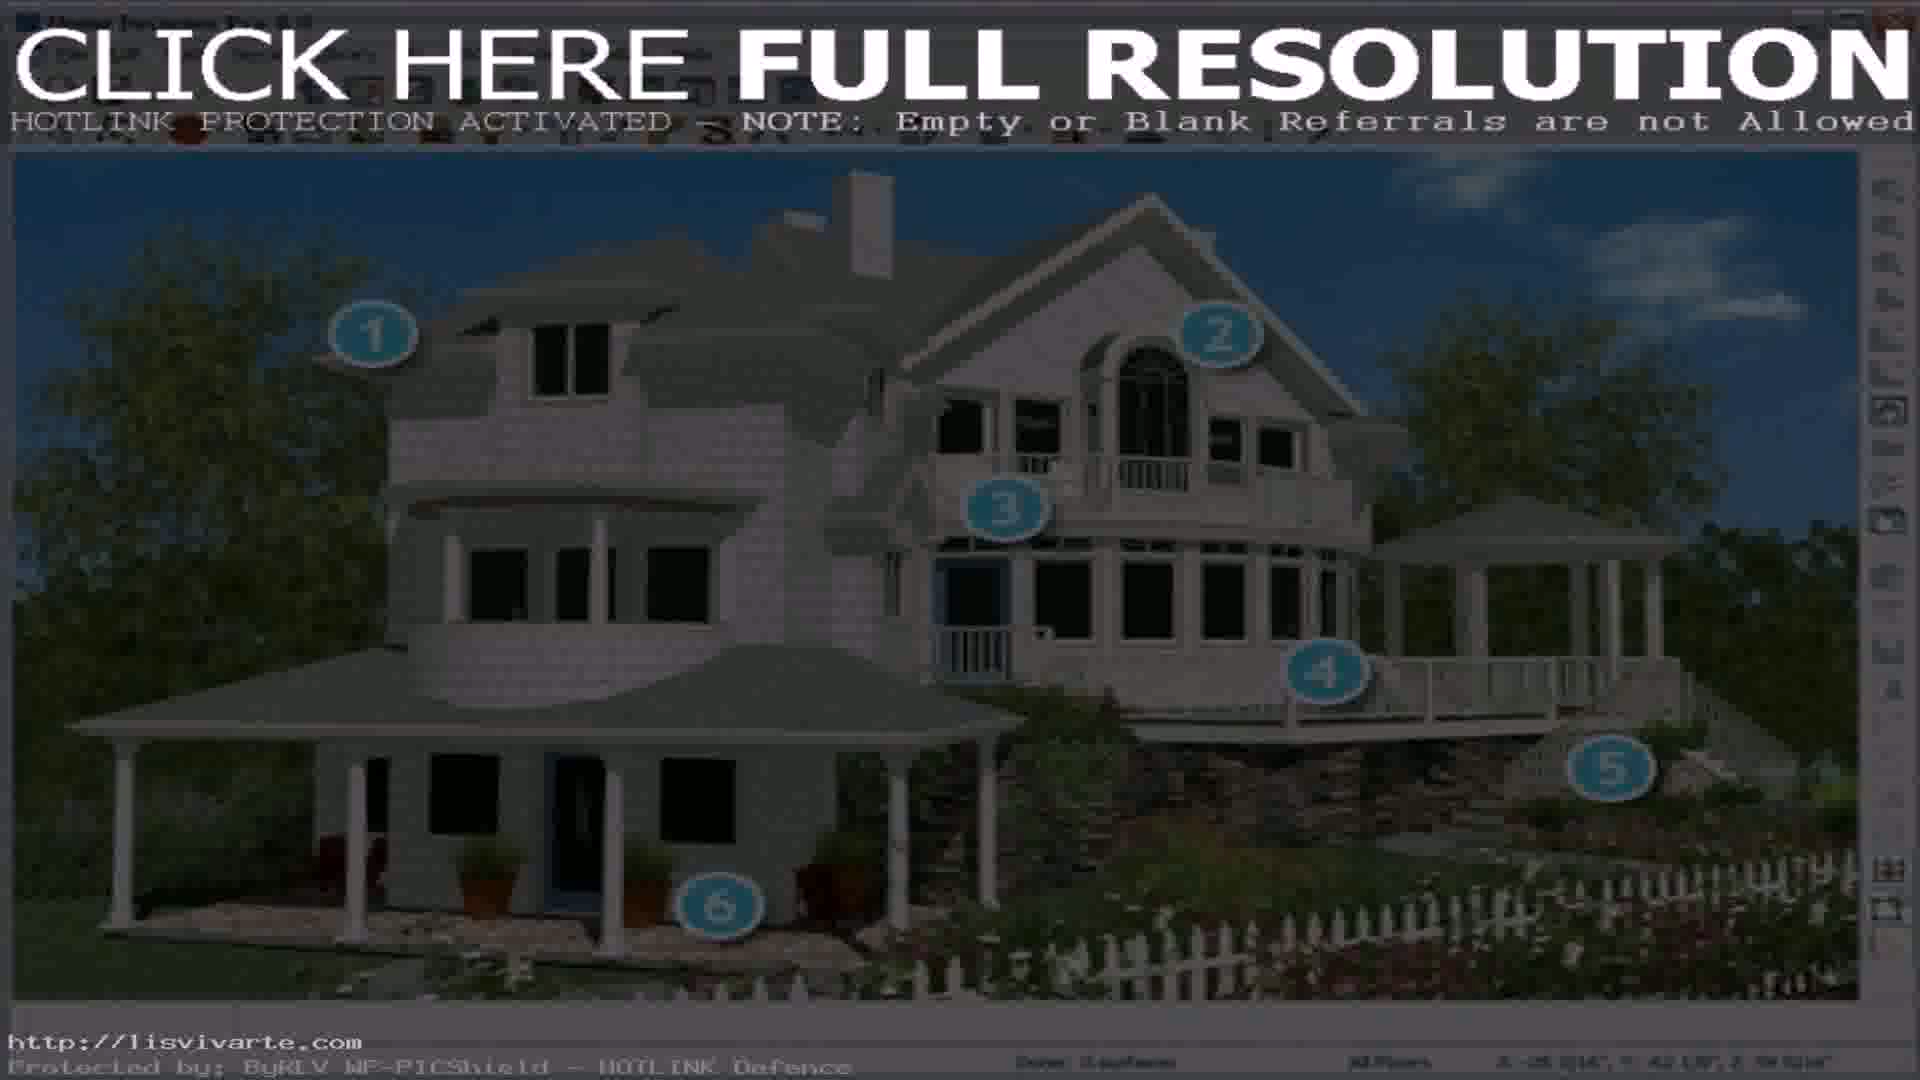 CLICK HERE FULL RESOLUTION
HOTLINK PROTECTION ACTIVATED - NOTE: Empty or Blank Referrals are not Allowed
1
2
3
4
5
6
http://lisvivarte.com
Protected by: ByREV WP-PICShield - HOTLINK Defence